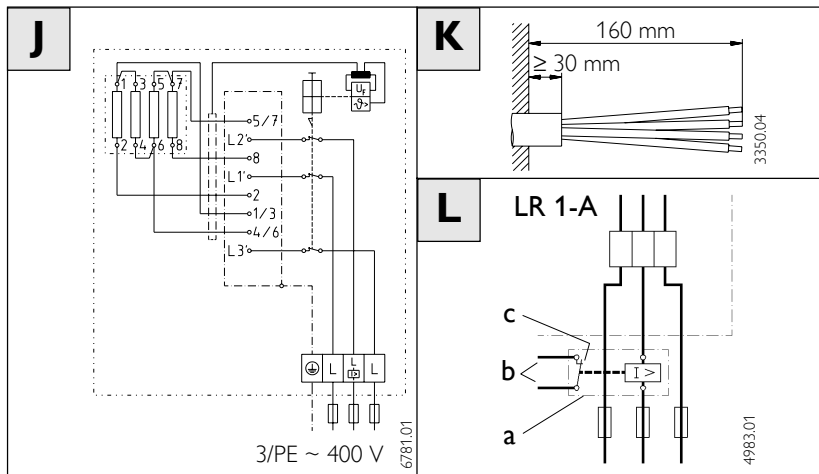 J
1 3 5 7
2 4 6 8
U_F
ϑ>
5/7
L2'
8
L1'
2
1/3
4/6
L3'
L L L
I>
3/PE ~ 400 V
6781.01
K
160 mm
≥ 30 mm
3350.04
L
LR 1-A
c
b
I >
a
4983.01